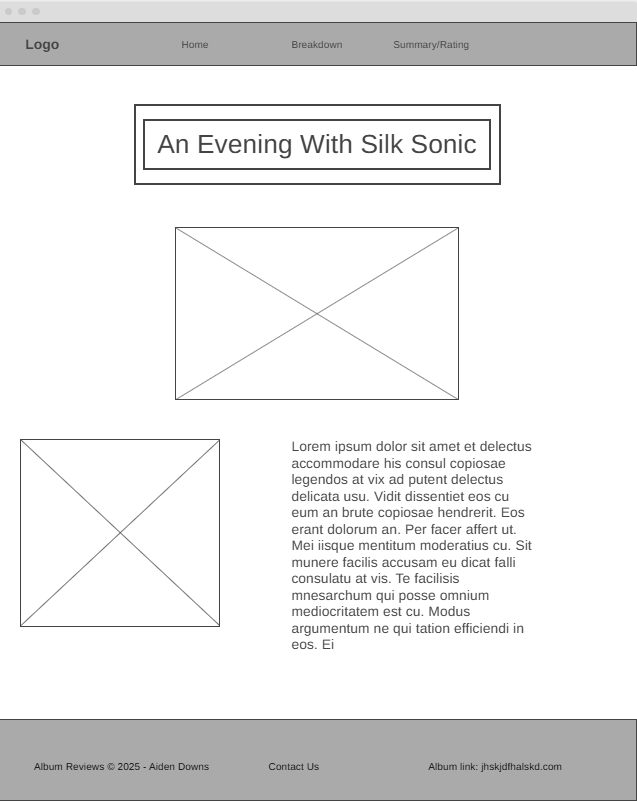 Logo
Home
Breakdown
Summary/Rating
An Evening With Silk Sonic
Lorem ipsum dolor sit amet et delectus
accommodare his consul copiosae
legendos at vix ad putent delectus
delicata usu. Vidit dissentiet eos cu
eum an brute copiosae hendrerit. Eos
erant dolorum an. Per facer affert ut.
Mei iisque mentitum moderatius cu. Sit
munere facilis accusam eu dicat falli
consulatu at vis. Te facilisis
mnesarchum qui posse omnium
mediocritatem est cu. Modus
argumentum ne qui tation efficiendi in
eos. Ei
Album Reviews © 2025 - Aiden Downs
Contact Us
Album link: jhskjdfhalskd.com